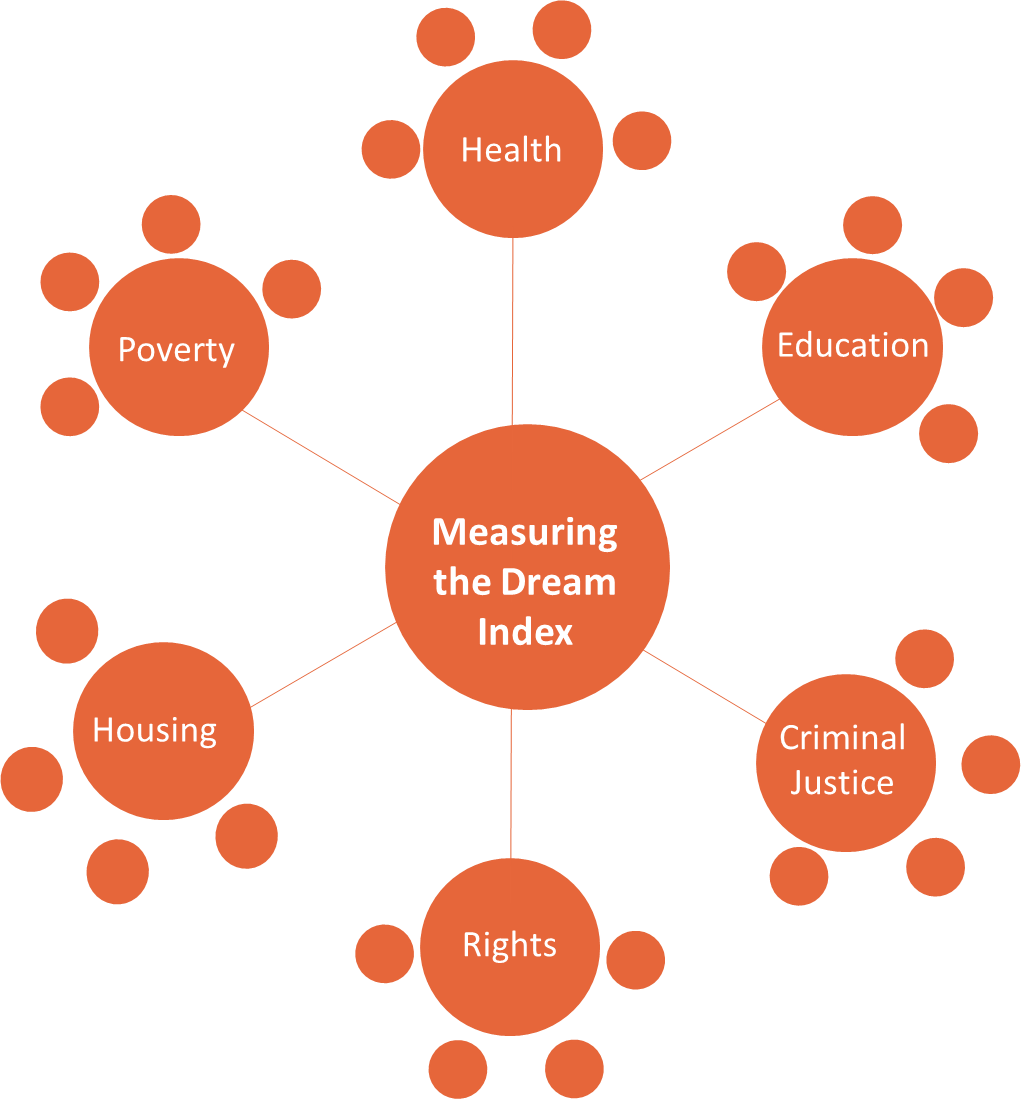 Health
Poverty
Education
Measuring
the Dream
Index
Housing
Criminal
Justice
Rights